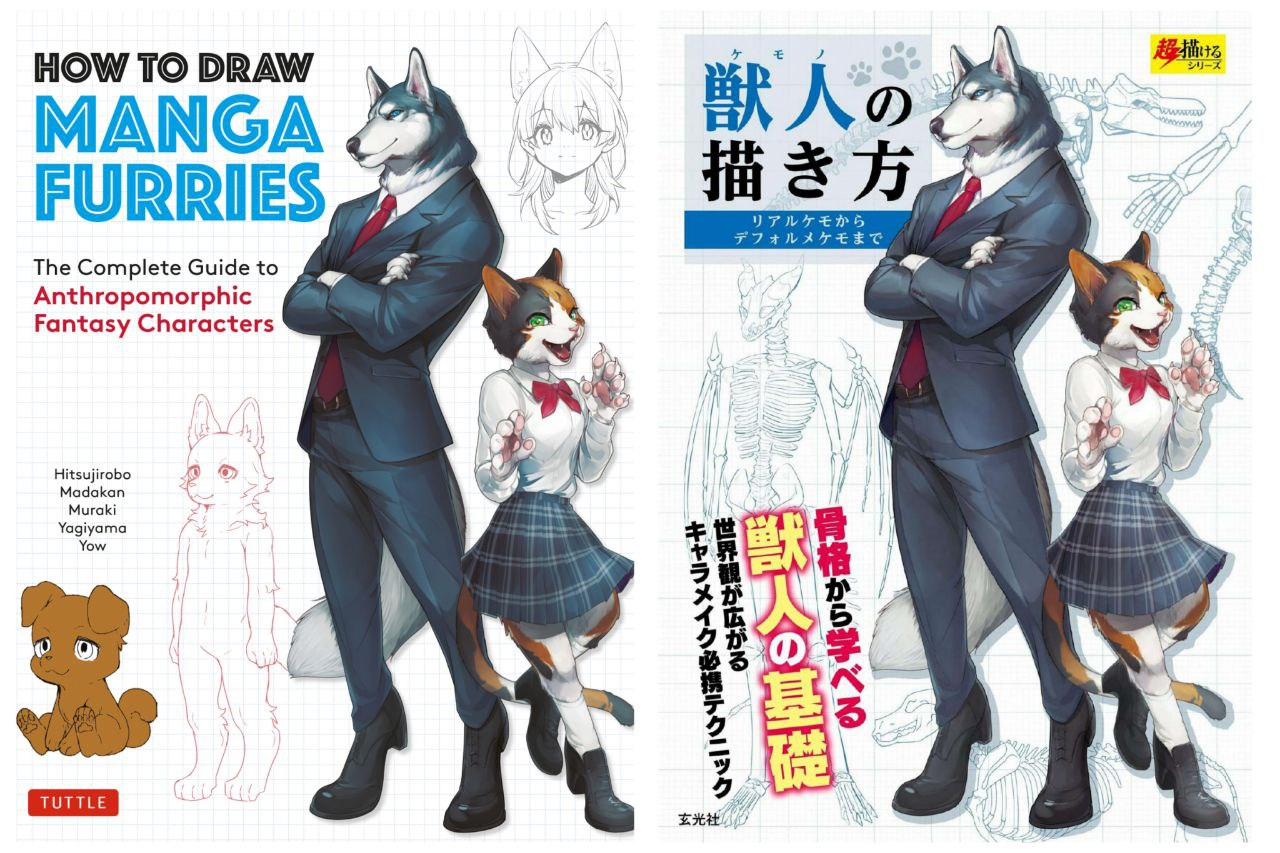 HOW TO DRAW
MANGA
FURRIES
The Complete Guide to
Anthropomorphic
Fantasy Characters
Hitsujirobo
Madakan
Muraki
Yagiyama
Yow
TUTTLE
超描ける
シリーズ
ケモノ
獣人の
描き方
リアルケモから
デフォルメケモまで
骨格から学べる
獣人の基礎
世界観が広がる
キャラメイク必携テクニック
玄光社